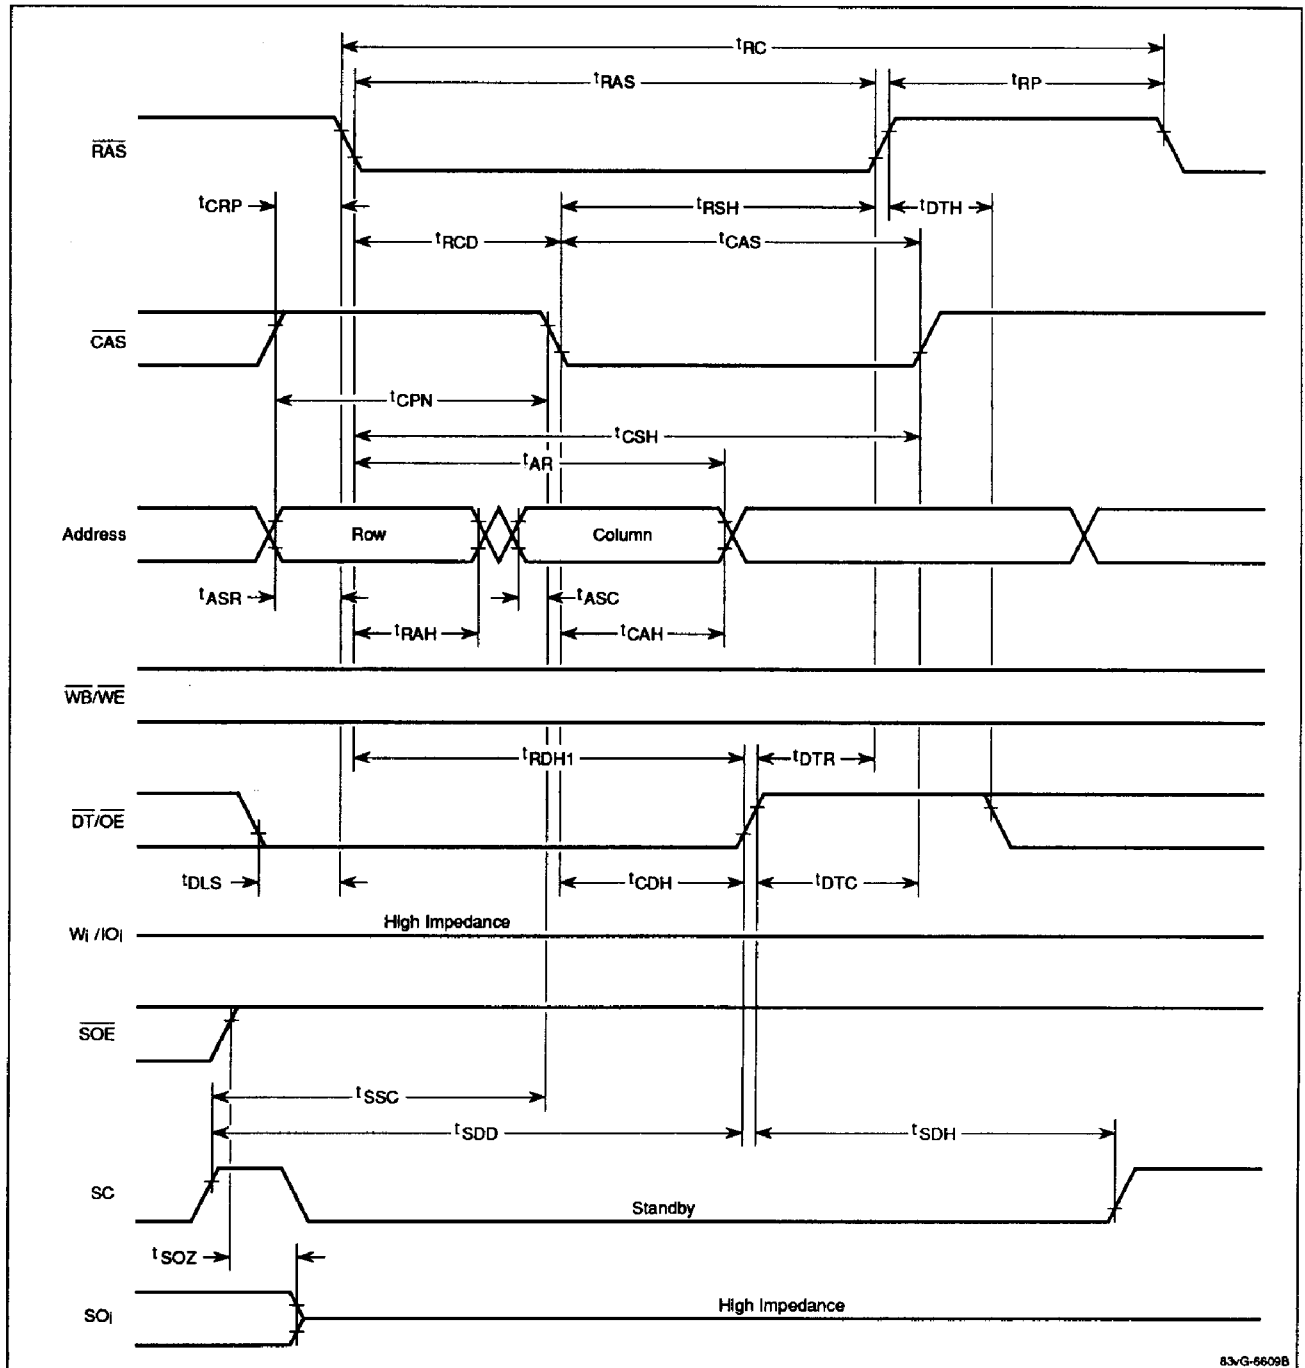 tRC
tRAS
tRP
RAS
tCRP
tRSH
tDTH
tRCD
tCAS
CAS
tCPN
tCSH
tAR
Address
Row
Column
tASR
tASC
tRAH
tCAH
WB/WE
tRDH1
tDTR
DT/OE
tDLS
tCDH
tDTC
High Impedance
Wi /IOi
SOE
tSSC
tSDD
tSDH
SC
Standby
tSOZ
High Impedance
SOi
83vG-6609B